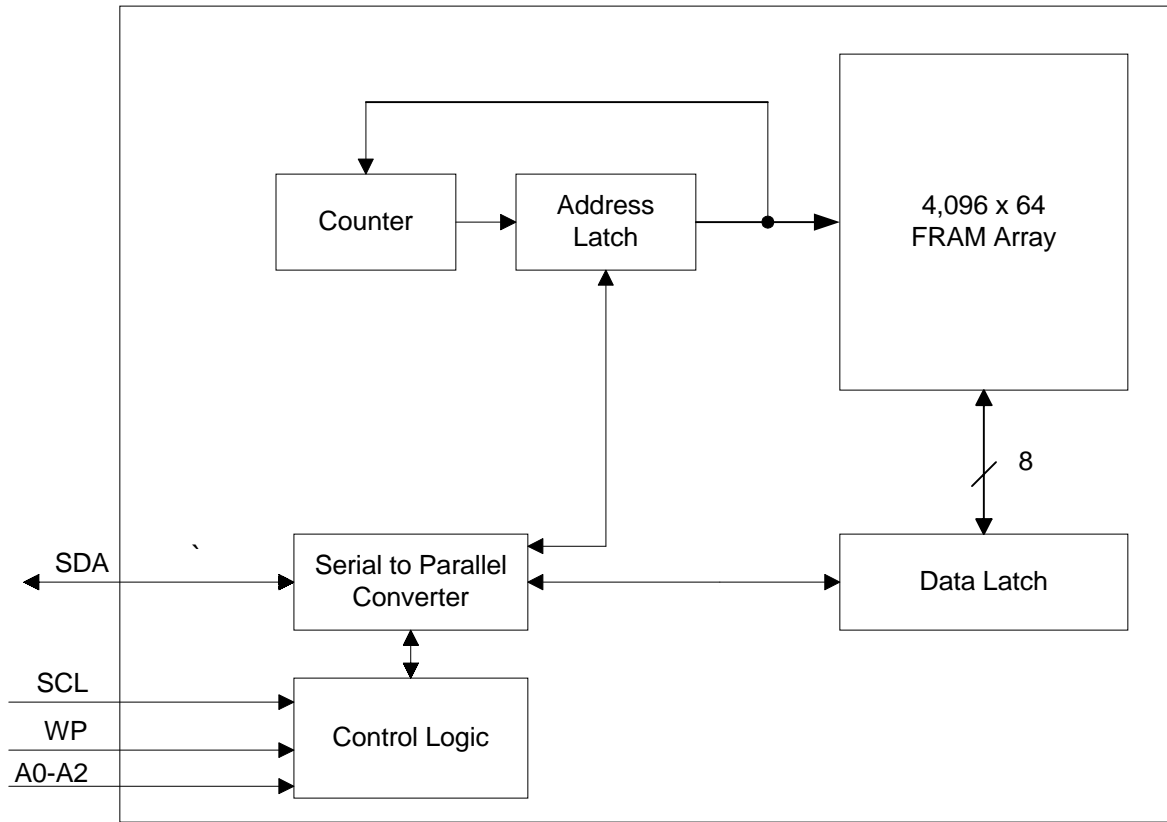 Counter
Address
Latch
4,096 x 64
FRAM Array
8
SDA
`
Serial to Parallel
Converter
Data Latch
SCL
WP
A0-A2
Control Logic